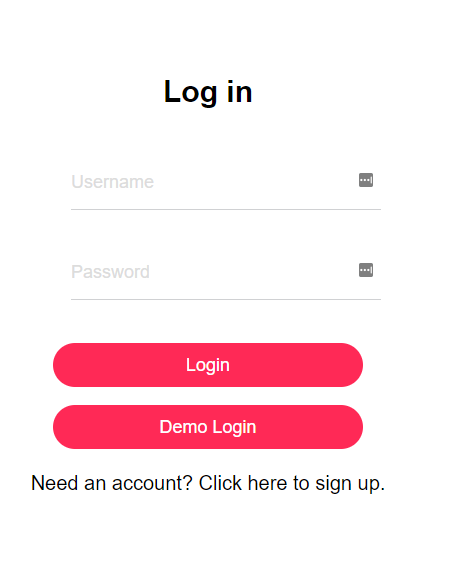 Log in
Username
Password
Login
Demo Login
Need an account? Click here to sign up.